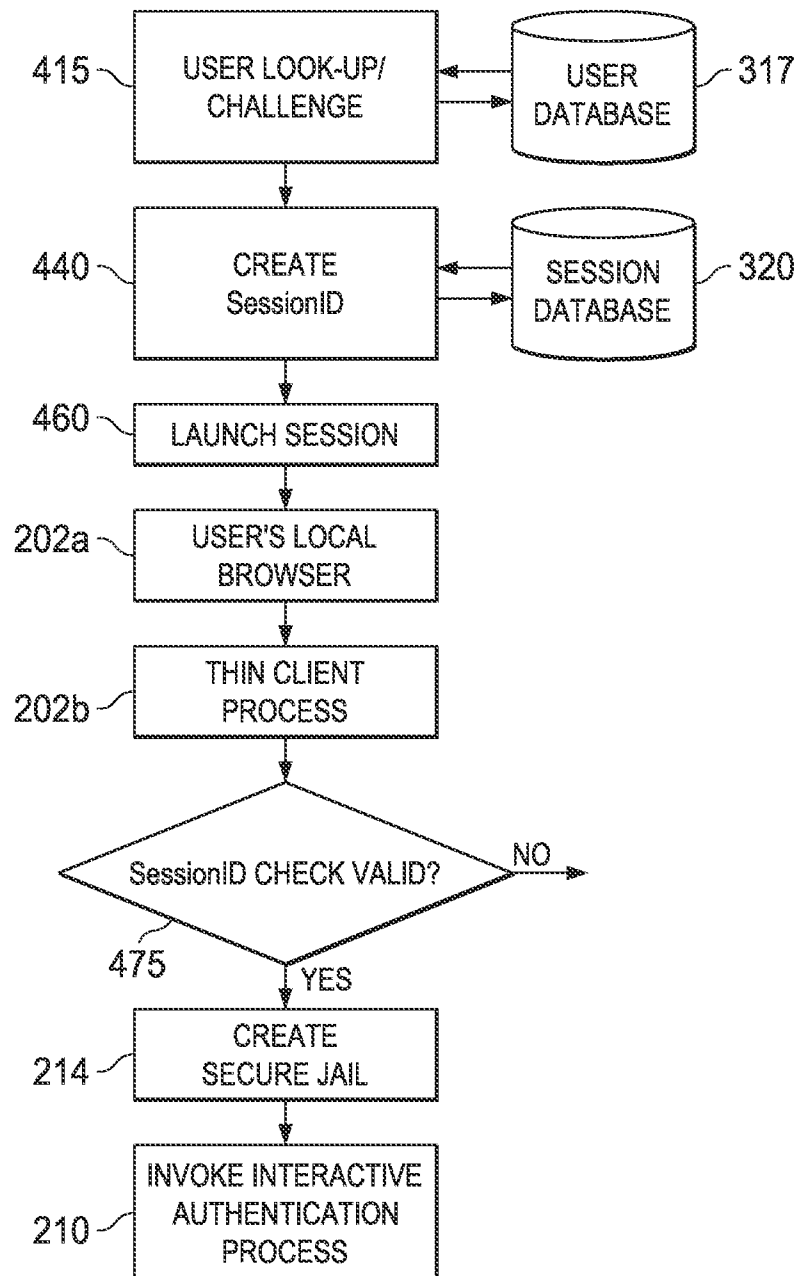 415
USER LOOK-UP/
CHALLENGE
USER
DATABASE
317
440
CREATE
SessionID
SESSION
DATABASE
320
460
LAUNCH SESSION
202a
USER'S LOCAL
BROWSER
202b
THIN CLIENT
PROCESS
SessionID CHECK VALID?
NO
475
YES
214
CREATE
SECURE JAIL
210
INVOKE INTERACTIVE
AUTHENTICATION
PROCESS